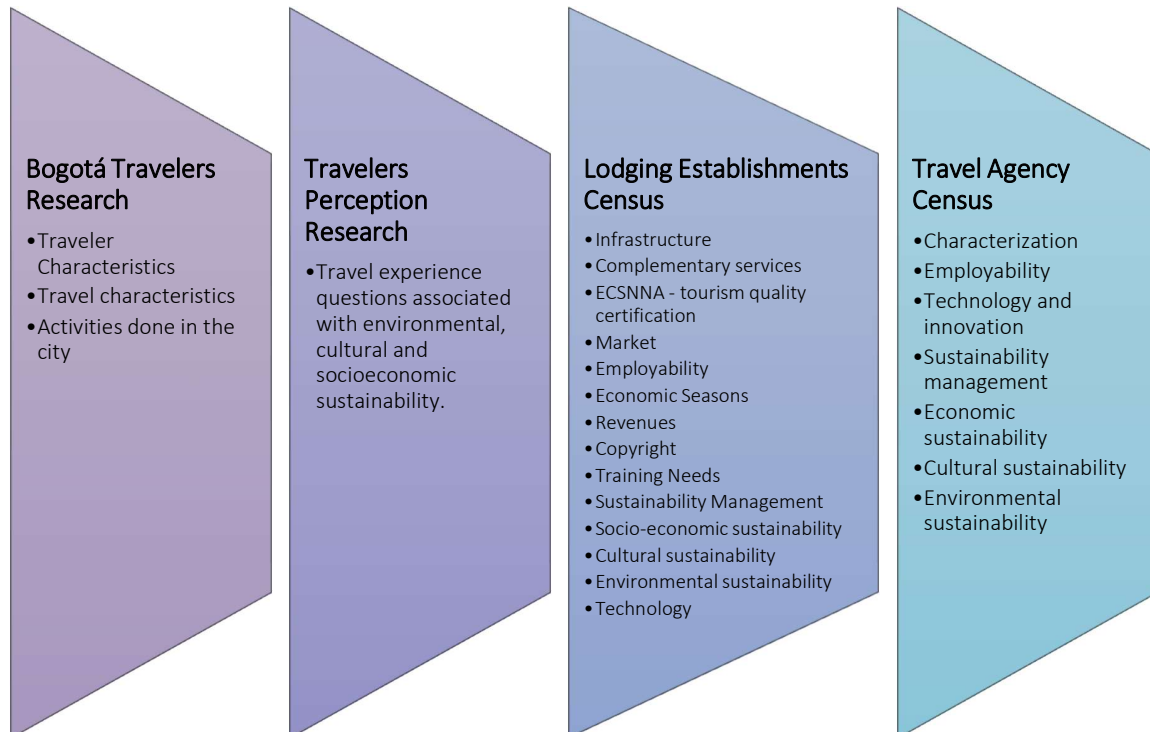 Bogotá Travelers
Research
•Traveler
Characteristics
•Travel characteristics
•Activities done in the
city
Travelers
Perception
Research
•Travel experience
questions associated
with environmental,
cultural and
socioeconomic
sustainability.
Lodging Establishments
Census
•Infrastructure
•Complementary services
•ECSNNA - tourism quality
certification
•Market
•Employability
•Economic Seasons
•Revenues
•Copyright
•Training Needs
•Sustainability Management
•Socio-economic sustainability
•Cultural sustainability
•Environmental sustainability
•Technology
Travel Agency
Census
•Characterization
•Employability
•Technology and
innovation
•Sustainability
management
•Economic
sustainability
•Cultural sustainability
•Environmental
sustainability